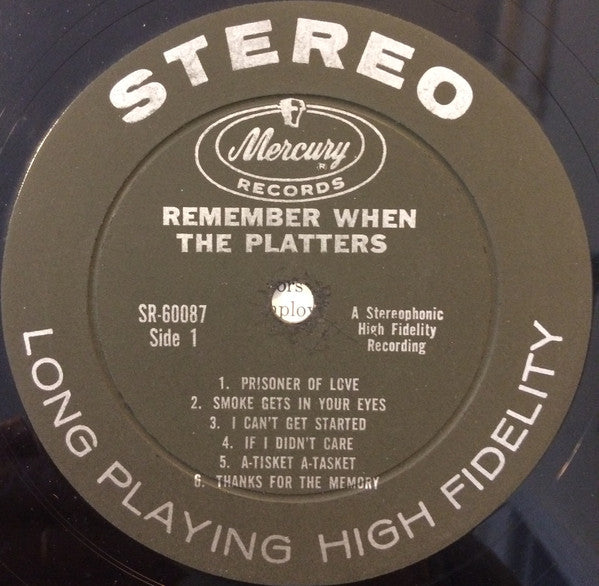 STEREO
Mercury
R
RECORDS
REMEMBER WHEN
THE PLATTERS
ors
ploy
SR-60087
Side 1
A Stereophonic
High Fidelity
Recording
1. PRISONER OF LOVE
2. SMOKE GETS IN YOUR EYES
3. I CAN'T GET STARTED
4. IF I DIDN'T CARE
5. A-TISKET A-TASKET
6. THANKS FOR THE MEMORY
LONG PLAYING HIGH FIDELITY